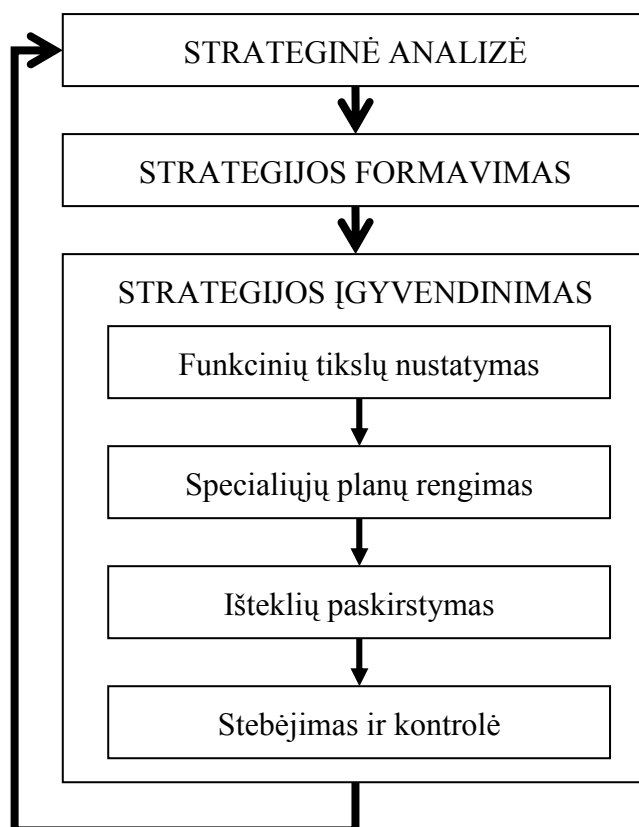 STRATEGINĖ ANALIZĖ
STRATEGIJOS FORMAVIMAS
STRATEGIJOS ĮGYVENDINIMAS
Funkcinių tikslų nustatymas
Specialiųjų planų rengimas
Išteklių paskirstymas
Stebėjimas ir kontrolė